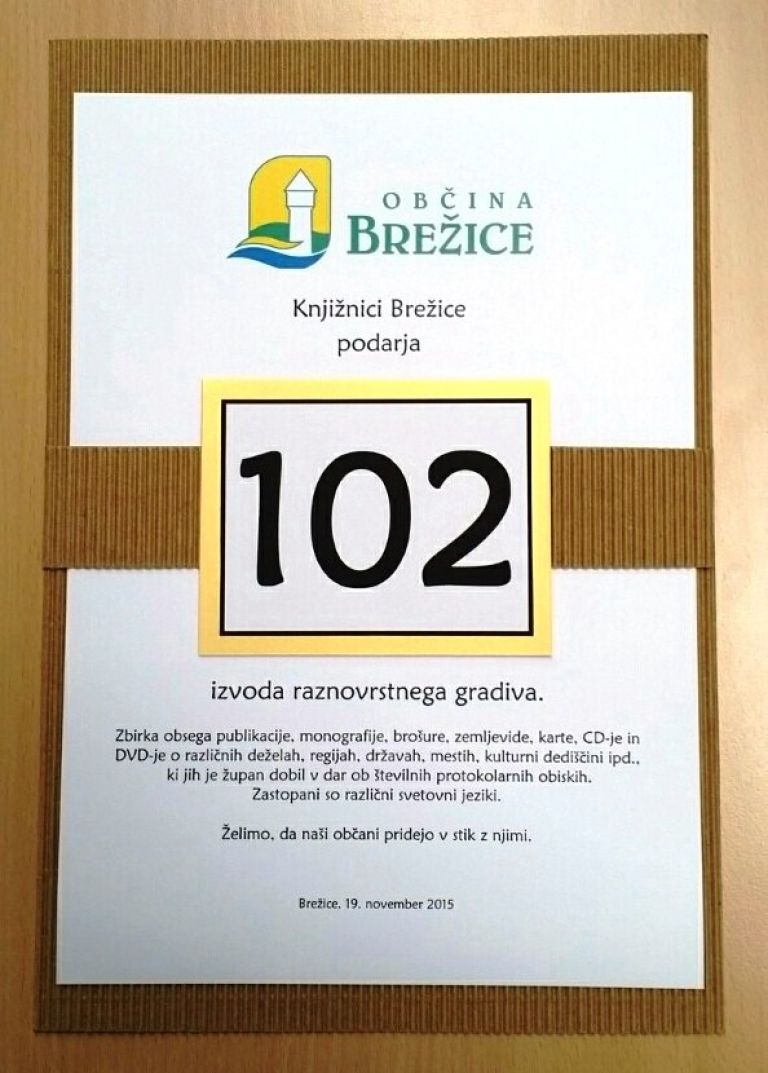 OBČINA
BREŽICE
Knjižnici Brežice
podarja
102
izvoda raznovrstnega gradiva.
Zbirka obsega publikacije, monografije, brošure, zemljevide, karte, CD-je in
DVD-je o različnih deželah, regijah, državah, mestih, kulturni dediščini ipd.,
ki jih je župan dobil v dar ob številnih protokolarnih obiskih.
Zastopani so različni svetovni jeziki.
Želimo, da naši občani pridejo v stik z njimi.
Brežice, 19. november 2015